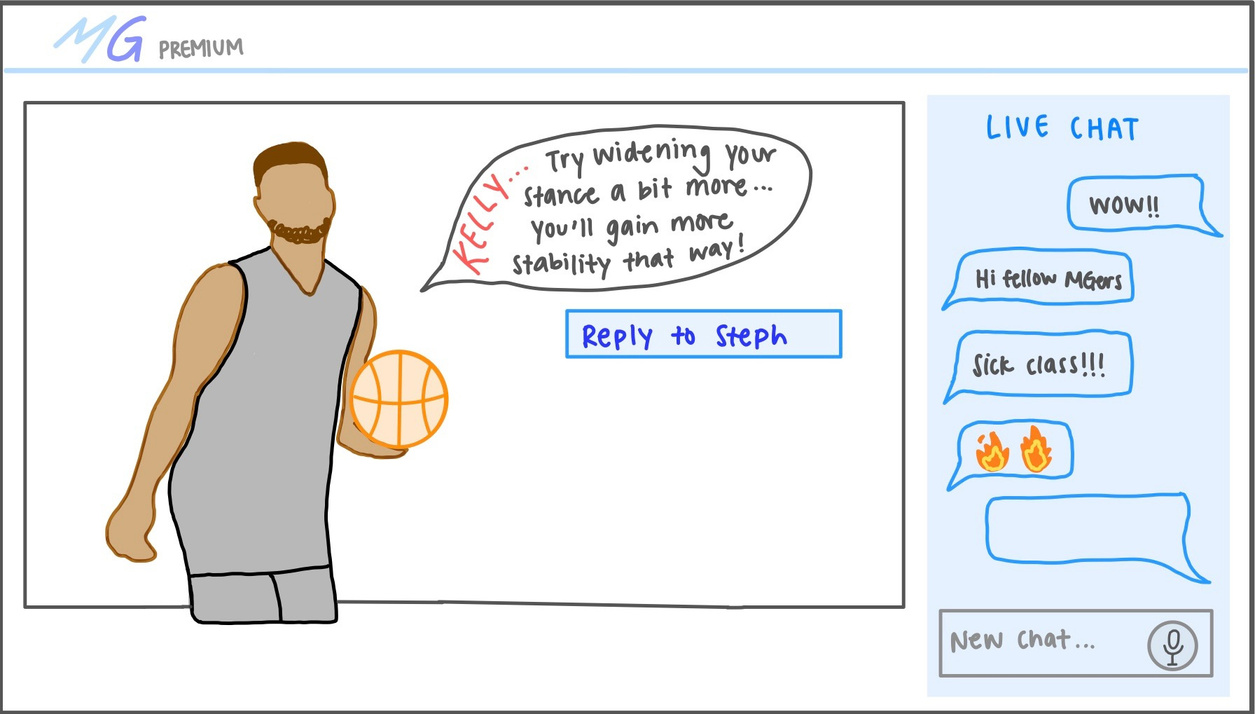 MG PREMIUM
KELLY...
Try widening your
stance a bit more...
you'll gain more
stability that way!
Reply to Steph
LIVE CHAT
WOW!!
Hi fellow MGers
Sick class!!!
New Chat...